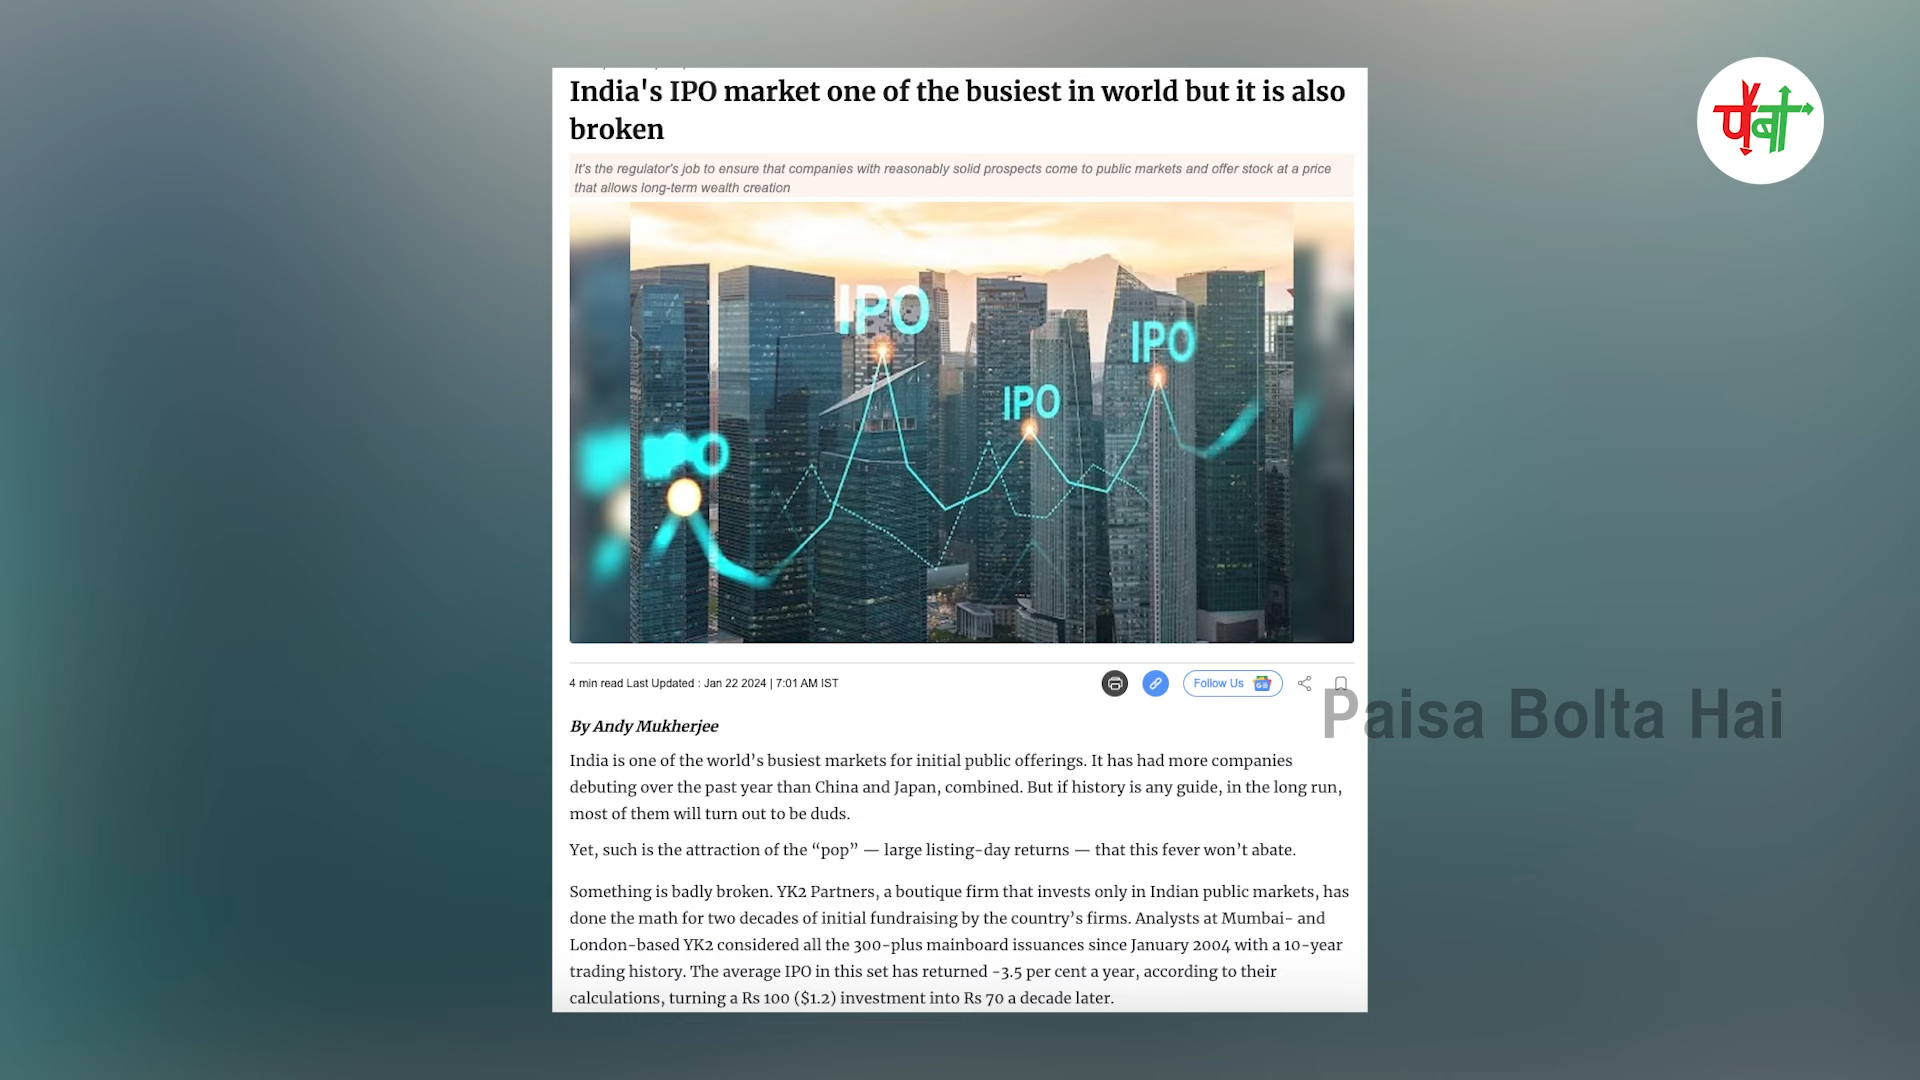 India's IPO market one of the busiest in world but it is also
broken
It's the regulator's job to ensure that companies with reasonably solid prospects come to public markets and offer stock at a price
that allows long-term wealth creation
IPO
IPO
IPO
IPO
पैबो
4 min read Last Updated : Jan 22 2024 | 7:01 AM IST
Follow Us
Paisa Bolta Hai
By Andy Mukherjee
India is one of the world’s busiest markets for initial public offerings. It has had more companies
debuting over the past year than China and Japan, combined. But if history is any guide, in the long run,
most of them will turn out to be duds.
Yet, such is the attraction of the “pop” — large listing-day returns — that this fever won’t abate.
Something is badly broken. YK2 Partners, a boutique firm that invests only in Indian public markets, has
done the math for two decades of initial fundraising by the country’s firms. Analysts at Mumbai- and
London-based YK2 considered all the 300-plus mainboard issuances since January 2004 with a 10-year
trading history. The average IPO in this set has returned -3.5 per cent a year, according to their
calculations, turning a Rs 100 ($1.2) investment into Rs 70 a decade later.